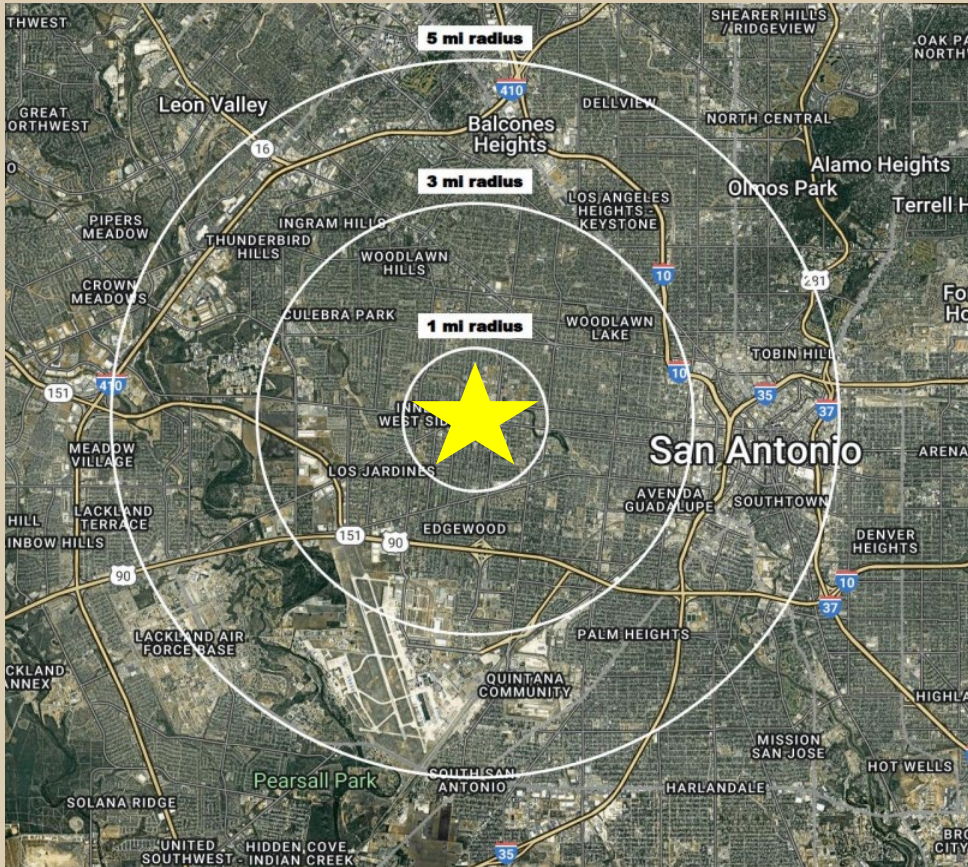 THWEST
SHEARER HILLS
/ RIDGEVIEW
5 mi radius
OAK PA
NORTHW
410
Leon Valley
DELLVIEW
GREAT
ORTHWEST
NORTH CENTRAL
Balcones
Heights
16
O
Alamo Heights
3 mi radius
Olmos Park
LOS ANGELES
HEIGHTS -
KEYSTONE
Terrell H
PIPERS
MEADOW
INGRAM HILLS
THUNDERBIRD
HILLS
WOODLAWN
HILLS
10
281
CROWN
MEADOWS
Fo
Ho
CULEBRA PARK
1 mi radius
WOODLAWN
LAKE
TOBIN HILL
10
410
151
35
37
INNE
WEST SID
San Antonio
MEADOW
VILLAGE
ARENA
LOS JARDINES
AVENIDA
GUADALUPE
SOUTHTOWN
LACKLAND
TERRACE
HILL
INBOW HILLS
EDGEWOOD
151
90
DENVER
HEIGHTS
90
10
37
LACKLAND AIR
FORCE BASE
PALM HEIGHTS
CKLAND
ANNEX
QUINTANA
COMMUNITY
HIGHLA
MISSION
SAN JOSE
HOT WELLS
Pearsall Park
SOUTH SAN
ANTONIO
HARLANDALE
SOLANA RIDGE
BRO
CITY
UNITED
SOUTHWEST -
HIDDEN COVE
INDIAN CREEK
35